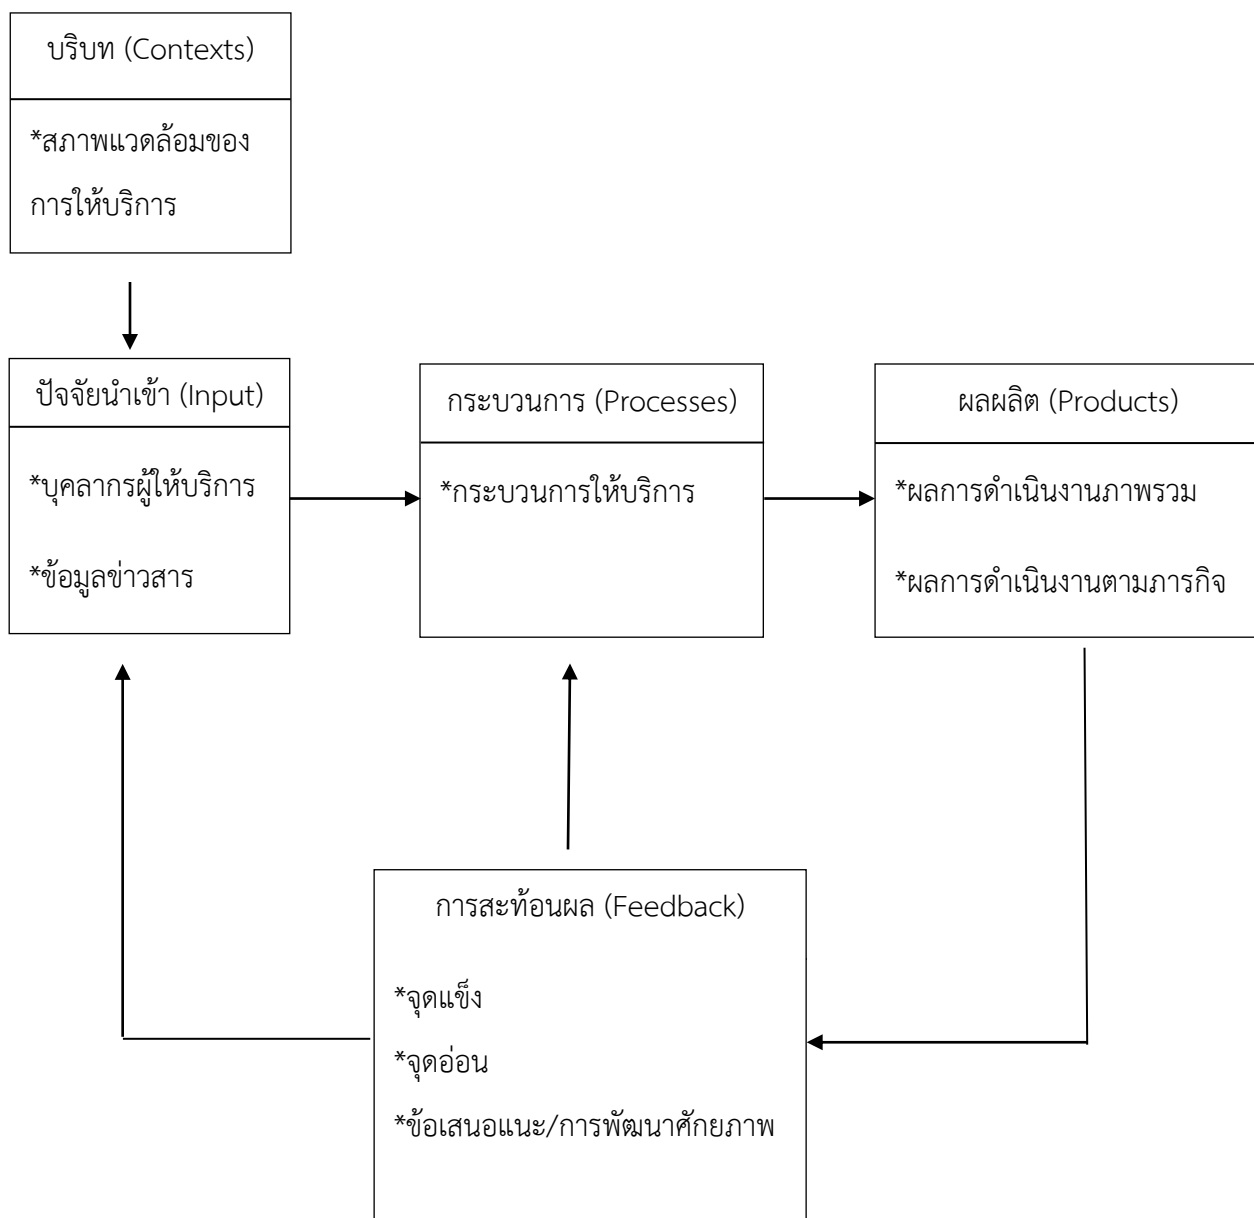 บริบท (Contexts)
*สภาพแวดล้อมของ
การให้บริการ
ปัจจัยนำเข้า (Input)
*บุคลากรผู้ให้บริการ
*ข้อมูลข่าวสาร
กระบวนการ (Processes)
*กระบวนการให้บริการ
ผลผลิต (Products)
*ผลการดำเนินงานภาพรวม
*ผลการดำเนินงานตามภารกิจ
การสะท้อนผล (Feedback)
*จุดแข็ง
*จุดอ่อน
*ข้อเสนอแนะ/การพัฒนาศักยภาพ